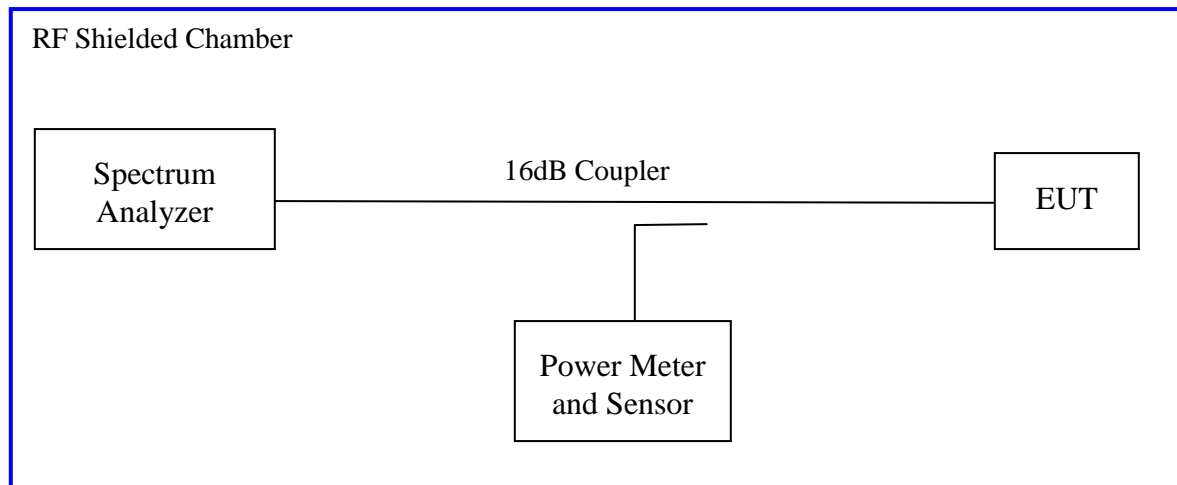 RF Shielded Chamber
Spectrum
Analyzer
16dB Coupler
EUT
Power Meter
and Sensor